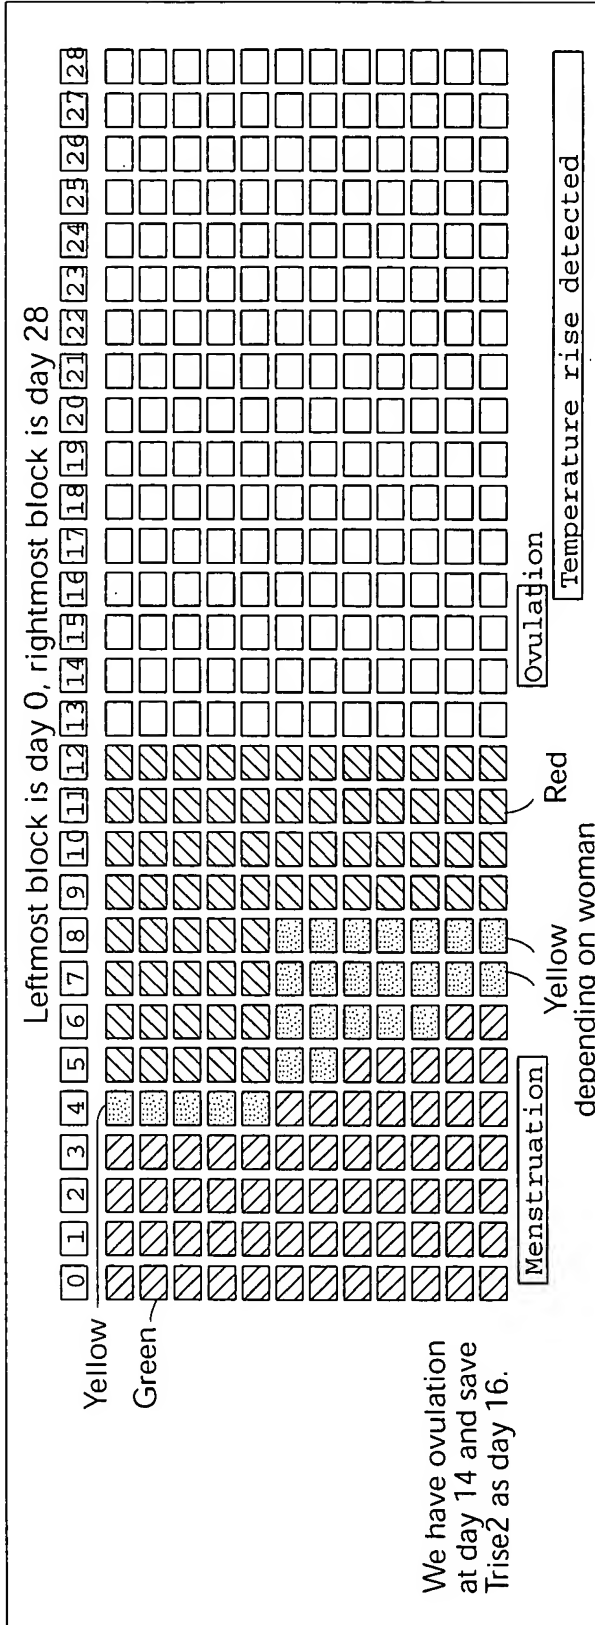 Leftmost block is day 0, rightmost block is day 28
0 1 2 3 4 5 6 7 8 9 10 11 12 13 14 15 16 17 18 19 20 21 22 23 24 25 26 27 28
Yellow
Green
Menstruation
Yellow
depending on woman
Red
Ovulation
Temperature rise detected
We have ovulation
at day 14 and save
Trise2 as day 16.